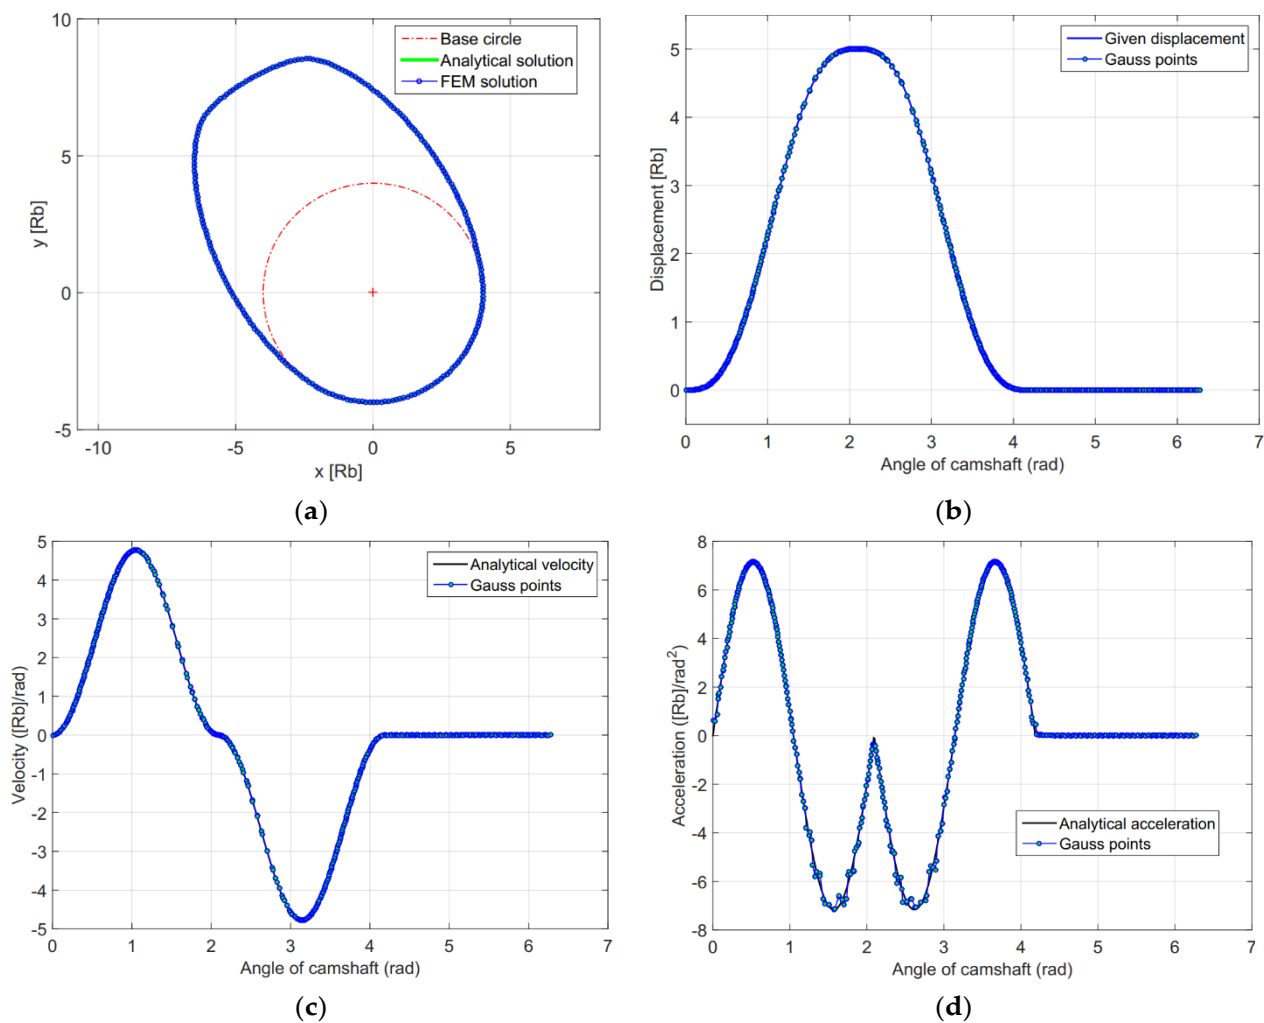 10
5
0
-5
-10
-5
0
5
y [Rb]
x [Rb]
Base circle
Analytical solution
FEM solution
(a)
5
4
3
2
1
0
0
1
2
3
4
5
6
7
Displacement [Rb]
Angle of camshaft (rad)
Given displacement
Gauss points
(b)
5
4
3
2
1
0
-1
-2
-3
-4
-5
0
1
2
3
4
5
6
7
Velocity ([Rb]/rad)
Angle of camshaft (rad)
Analytical velocity
Gauss points
(c)
8
6
4
2
0
-2
-4
-6
-8
0
1
2
3
4
5
6
7
Acceleration ([Rb]/rad²)
Angle of camshaft (rad)
Analytical acceleration
Gauss points
(d)